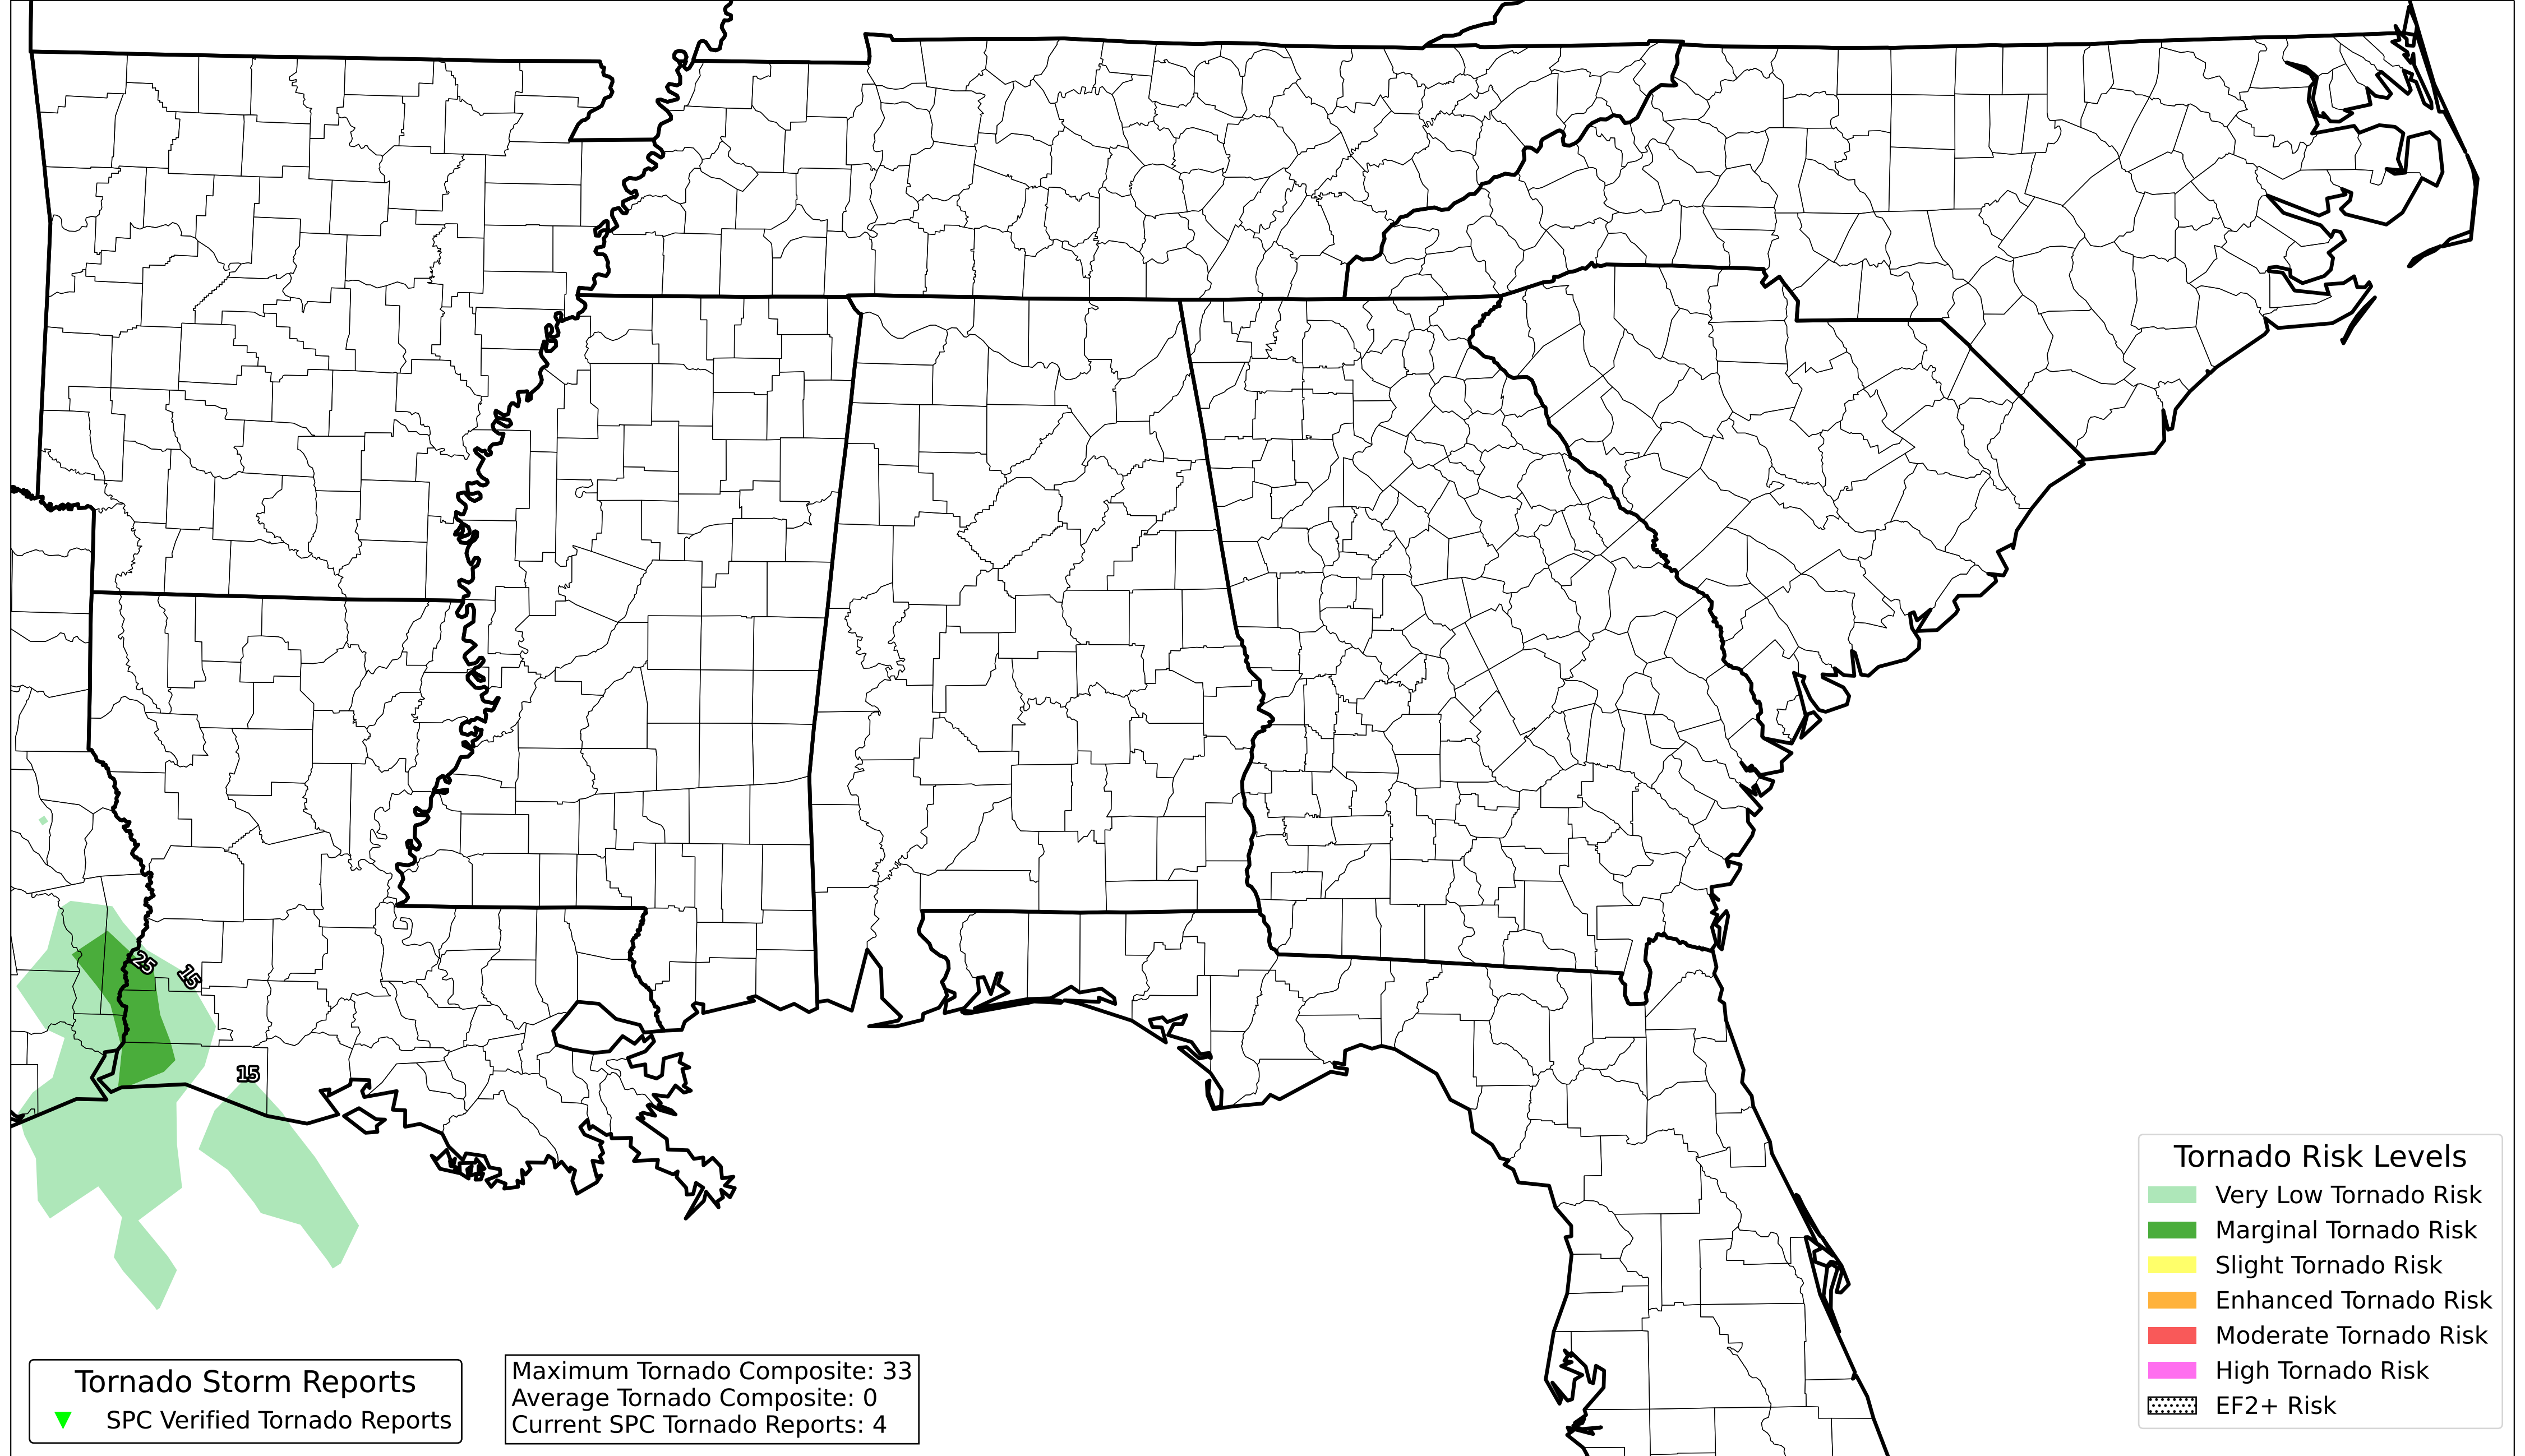 25
15
15
Tornado Risk Levels
Very Low Tornado Risk
Marginal Tornado Risk
Slight Tornado Risk
Enhanced Tornado Risk
Moderate Tornado Risk
High Tornado Risk
EF2+ Risk
Tornado Storm Reports
SPC Verified Tornado Reports
Maximum Tornado Composite: 33
Average Tornado Composite: 0
Current SPC Tornado Reports: 4